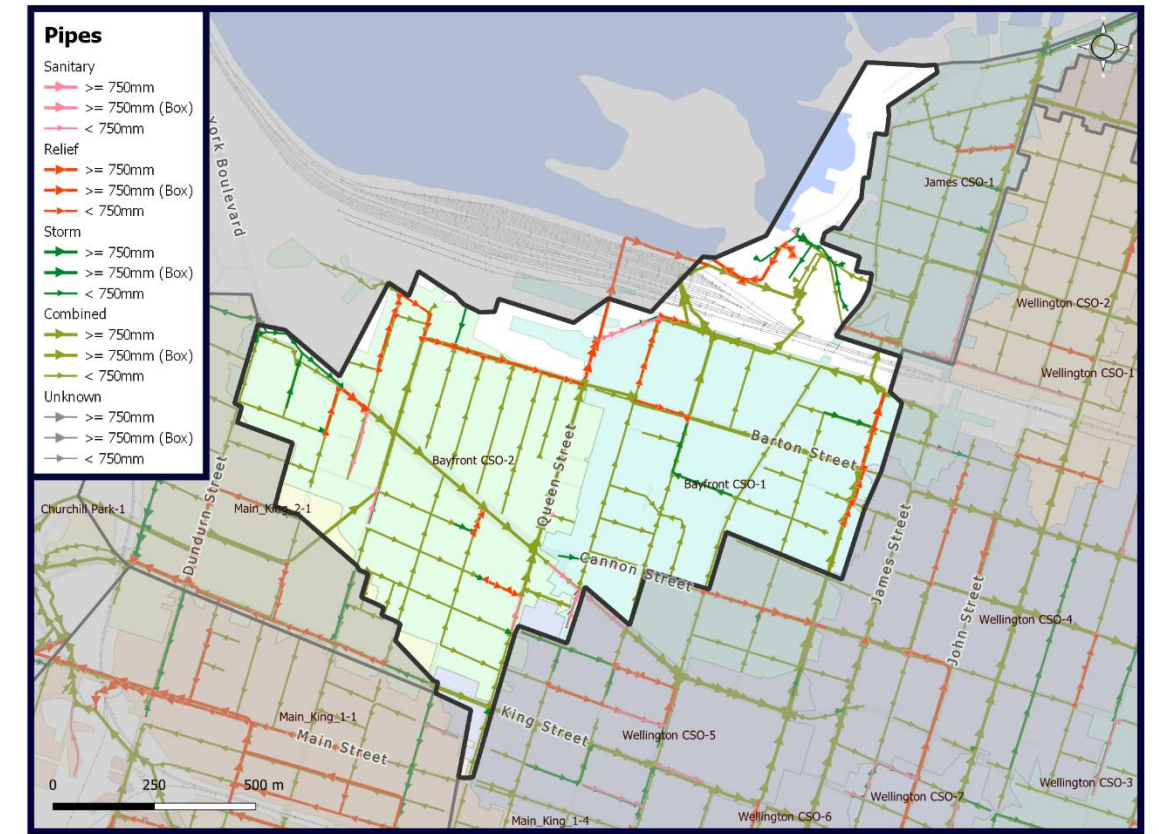 Pipes
Sanitary
>= 750mm
>= 750mm (Box)
< 750mm
Relief
>= 750mm
>= 750mm (Box)
< 750mm
Storm
>= 750mm
>= 750mm (Box)
< 750mm
Combined
>= 750mm
>= 750mm (Box)
< 750mm
Unknown
>= 750mm
>= 750mm (Box)
< 750mm
York Boulevard
James CSO-1
Wellington CSO-2
Wellington CSO-1
Barton Street
Bayfront CSO-2
Queen Street
Bayfront CSO-1
Dundurn Street
Churchill Park-1
Main_King_2-1
Cannon Street
James Street
John Street
Wellington CSO-4
Main_King_1-1
Main Street
King Street
Wellington CSO-5
Wellington CSO-3
Wellington CSO-7
Main_King_1-4
Wellington CSO-6
0 250 500 m